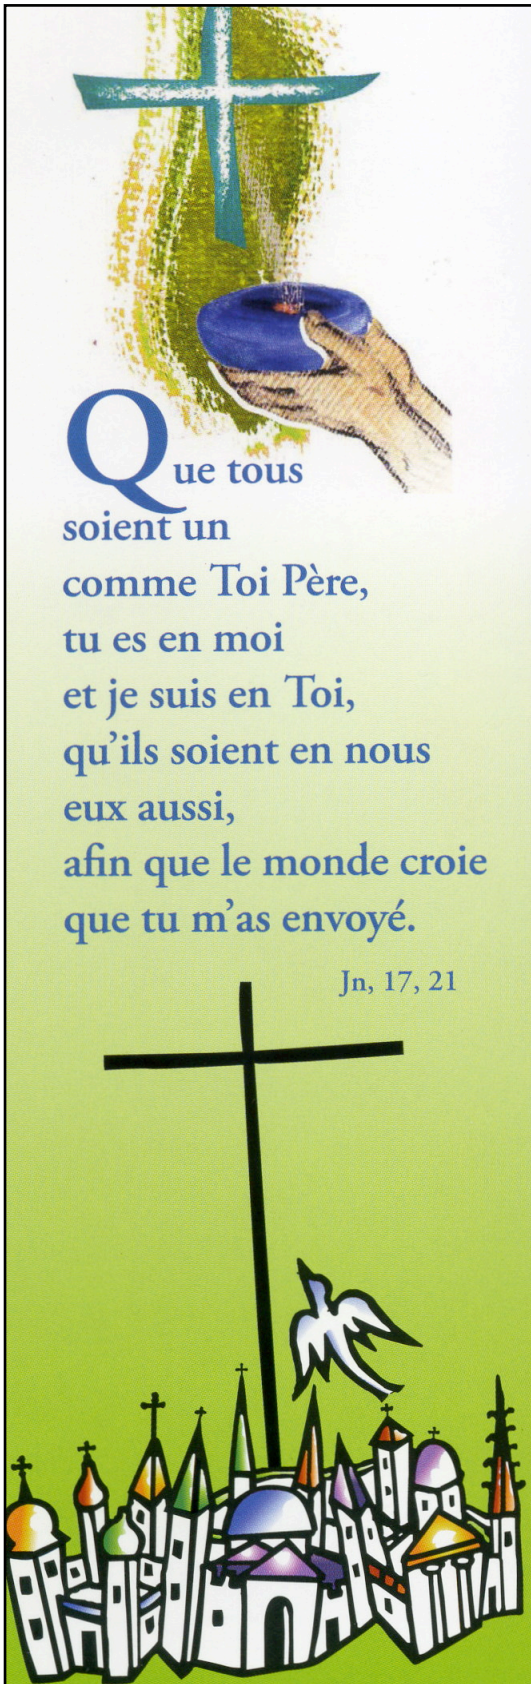 Que tous
soient un
comme Toi Père,
tu es en moi
et je suis en Toi,
qu'ils soient en nous
eux aussi,
afin que le monde croie
que tu m'as envoyé.
Jn, 17, 21